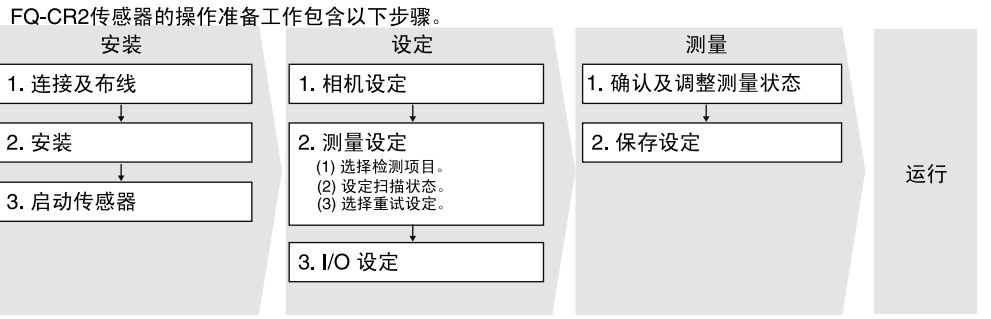 FQ-CR2传感器的操作准备工作包含以下步骤。
安装
1. 连接及布线
2. 安装
3. 启动传感器
设定
1. 相机设定
2. 测量设定
(1) 选择检测项目。
(2) 设定扫描状态。
(3) 选择重试设定。
3. I/O 设定
测量
1. 确认及调整测量状态
2. 保存设定
运行